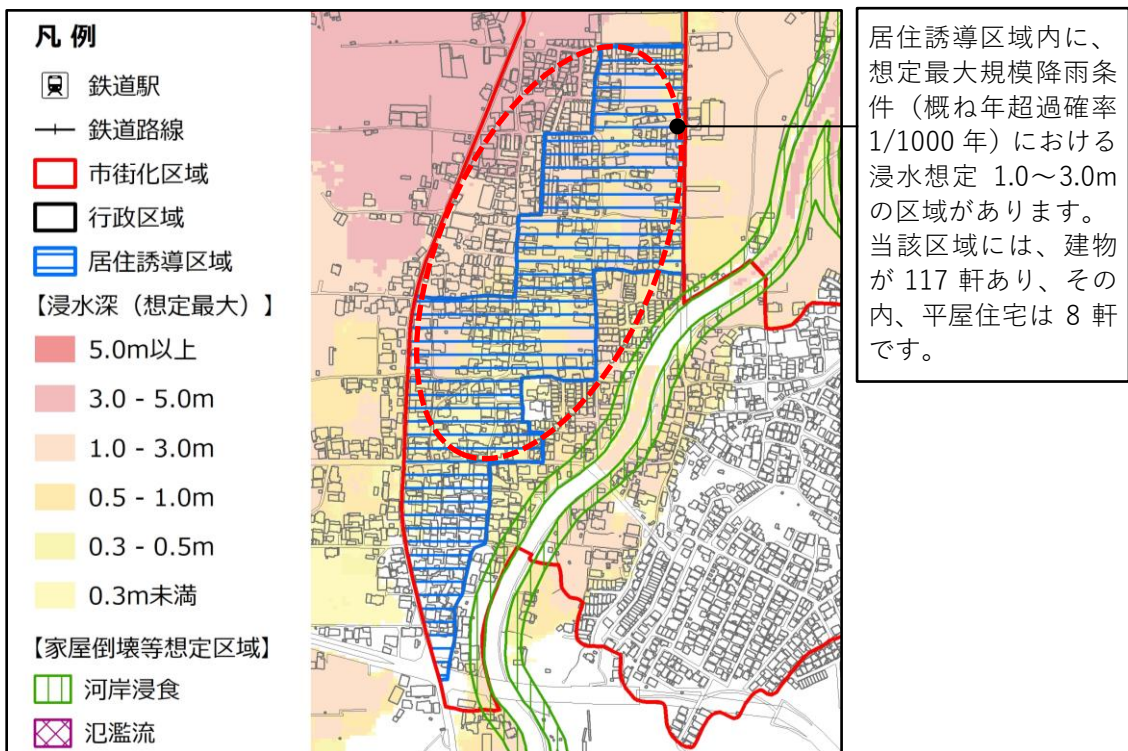 凡 例
鉄道駅
鉄道路線
市街化区域
行政区域
居住誘導区域
【浸水深（想定最大）】
5.0m以上
3.0 - 5.0m
1.0 - 3.0m
0.5 - 1.0m
0.3 - 0.5m
0.3m未満
【家屋倒壊等想定区域】
河岸浸食
氾濫流
居住誘導区域内に、
想定最大規模降雨条
件（概ね年超過確率
1/1000 年）における
浸水想定 1.0～3.0m
の区域があります。
当該区域には、建物
が 117 軒あり、その
内、平屋住宅は 8 軒
です。